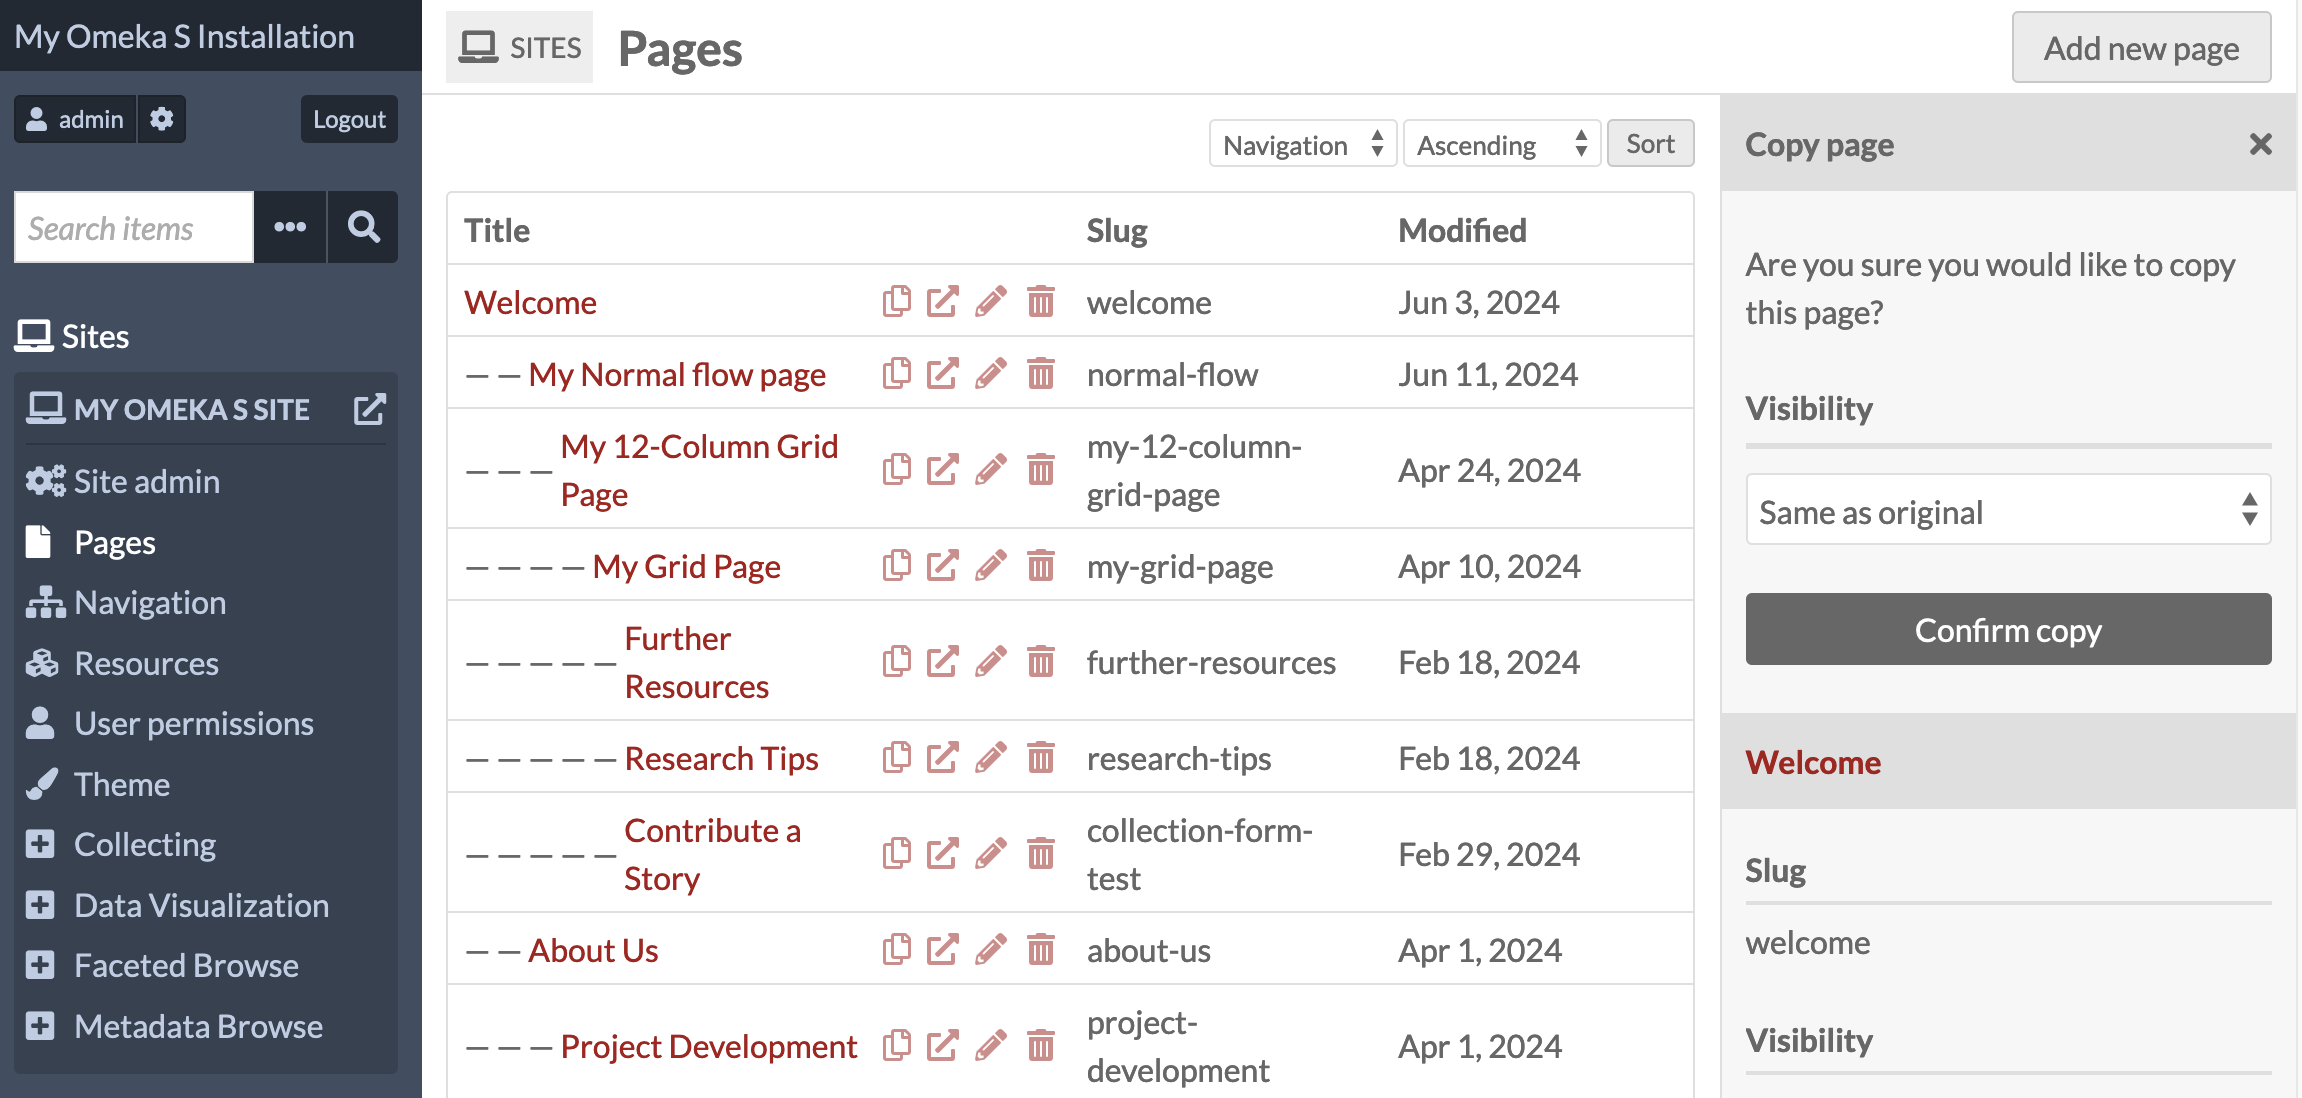 My Omeka S Installation
admin
Logout
Search items
Sites
MY OMEKA S SITE
Site admin
Pages
Navigation
Resources
User permissions
Theme
Collecting
Data Visualization
Faceted Browse
Metadata Browse
SITES
Pages
Add new page
Navigation
Ascending
Sort
Title
Slug
Modified
Welcome
welcome
Jun 3, 2024
— — My Normal flow page
normal-flow
Jun 11, 2024
— — — My 12-Column Grid
Page
my-12-column-
grid-page
Apr 24, 2024
— — — — My Grid Page
my-grid-page
Apr 10, 2024
— — — — — Further
Resources
further-resources
Feb 18, 2024
— — — — — Research Tips
research-tips
Feb 18, 2024
— — — — — Contribute a
Story
collection-form-
test
Feb 29, 2024
— — About Us
about-us
Apr 1, 2024
— — — Project Development
project-
development
Apr 1, 2024
Copy page
Are you sure you would like to copy
this page?
Visibility
Same as original
Confirm copy
Welcome
Slug
welcome
Visibility